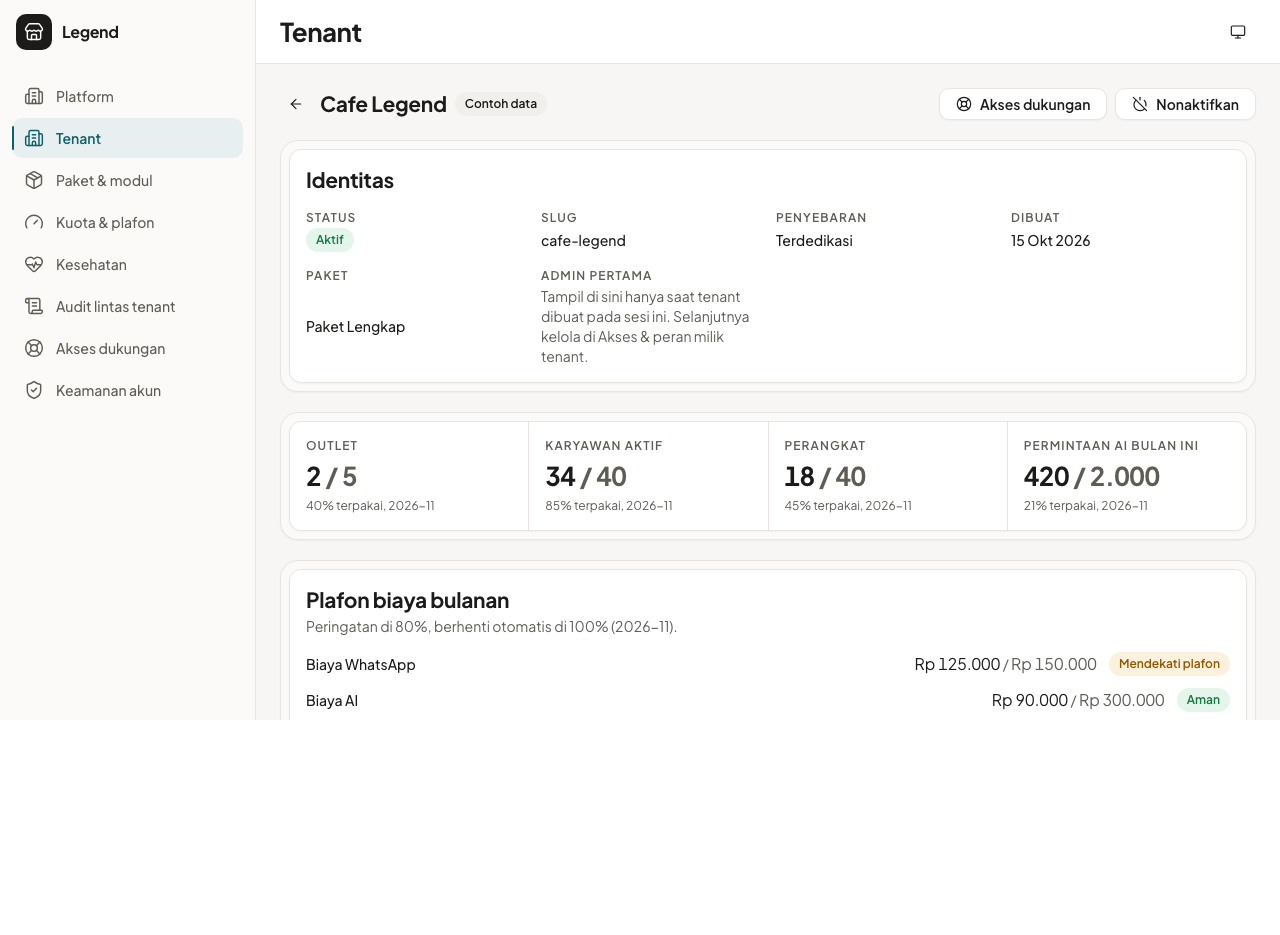 Legend
Tenant
Platform
Tenant
Paket & modul
Kuota & plafon
Kesehatan
Audit lintas tenant
Akses dukungan
Keamanan akun
Cafe Legend
Contoh data
Akses dukungan
Nonaktifkan
Identitas
STATUS
Aktif
SLUG
cafe-legend
PENYEBARAN
Terdedikasi
DIBUAT
15 Okt 2026
PAKET
Paket Lengkap
ADMIN PERTAMA
Tampil di sini hanya saat tenant
dibuat pada sesi ini. Selanjutnya
kelola di Akses & peran milik
tenant.
OUTLET
2 / 5
40% terpakai, 2026-11
KARYAWAN AKTIF
34 / 40
85% terpakai, 2026-11
PERANGKAT
18 / 40
45% terpakai, 2026-11
PERMINTAAN AI BULAN INI
420 / 2.000
21% terpakai, 2026-11
Plafon biaya bulanan
Peringatan di 80%, berhenti otomatis di 100% (2026-11).
Biaya WhatsApp
Rp 125.000 / Rp 150.000
Mendekati plafon
Biaya AI
Rp 90.000 / Rp 300.000
Aman